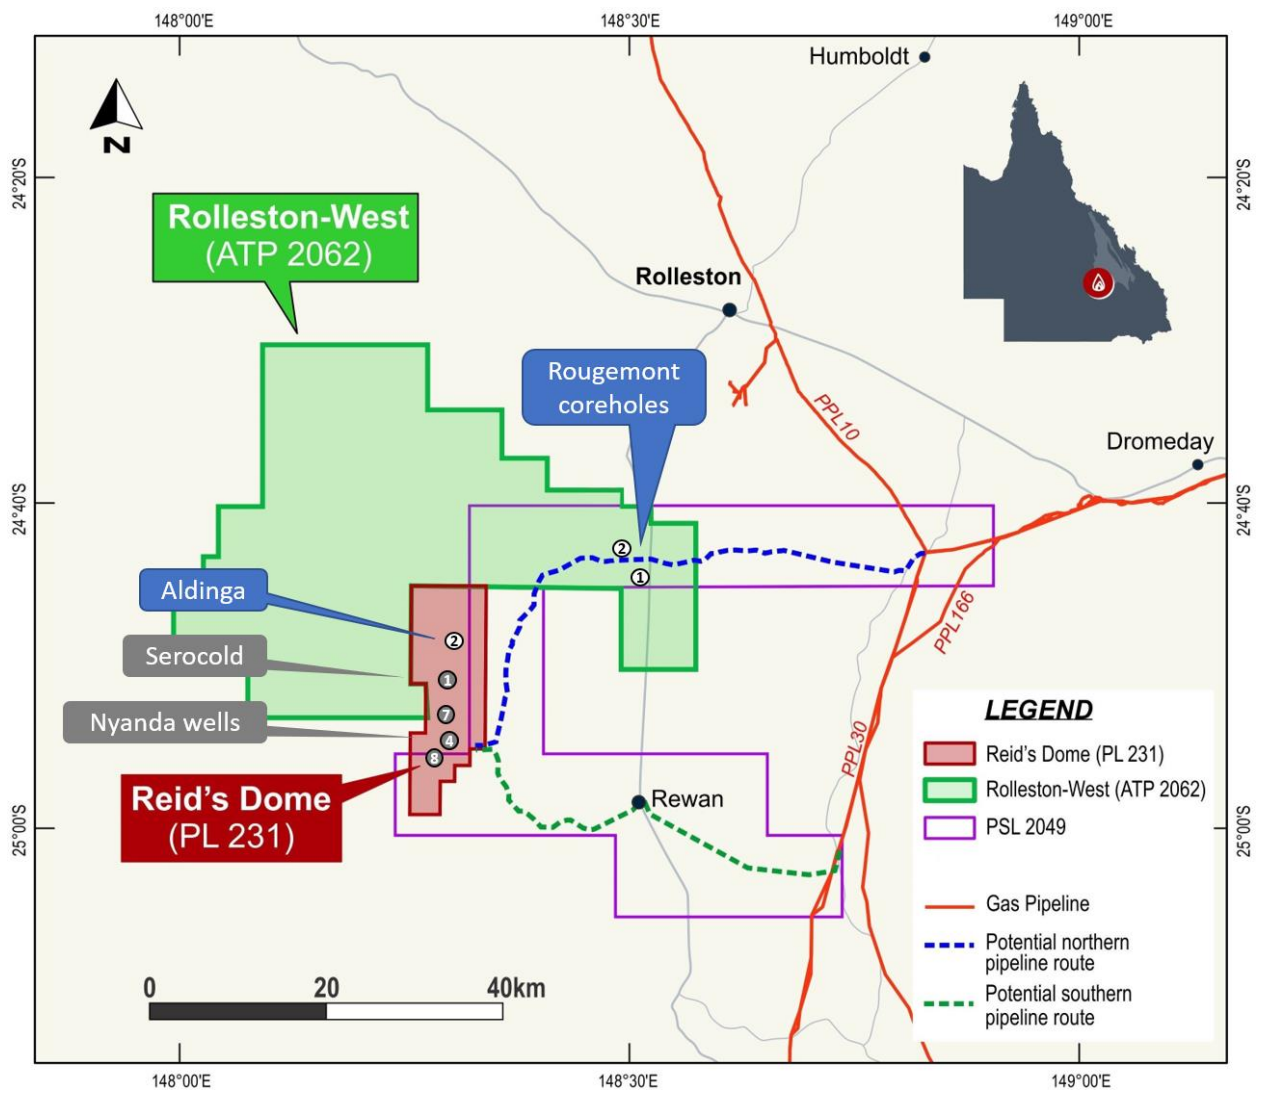 148°00'E
148°30'E
149°00'E
Humboldt
N
24°20'S
24°20'S
Rolleston-West
(ATP 2062)
Rolleston
Rougemont
coreholes
PPL10
Dromeday
24°40'S
24°40'S
2
1
Aldinga
2
Serocold
1
PPL166
Nyanda wells
7
4
8
PPL30
Reid's Dome
(PL 231)
Rewan
25°00'S
25°00'S
LEGEND
Reid's Dome (PL 231)
Rolleston-West (ATP 2062)
PSL 2049
Gas Pipeline
Potential northern
pipeline route
Potential southern
pipeline route
0 20 40km
148°00'E
148°30'E
149°00'E